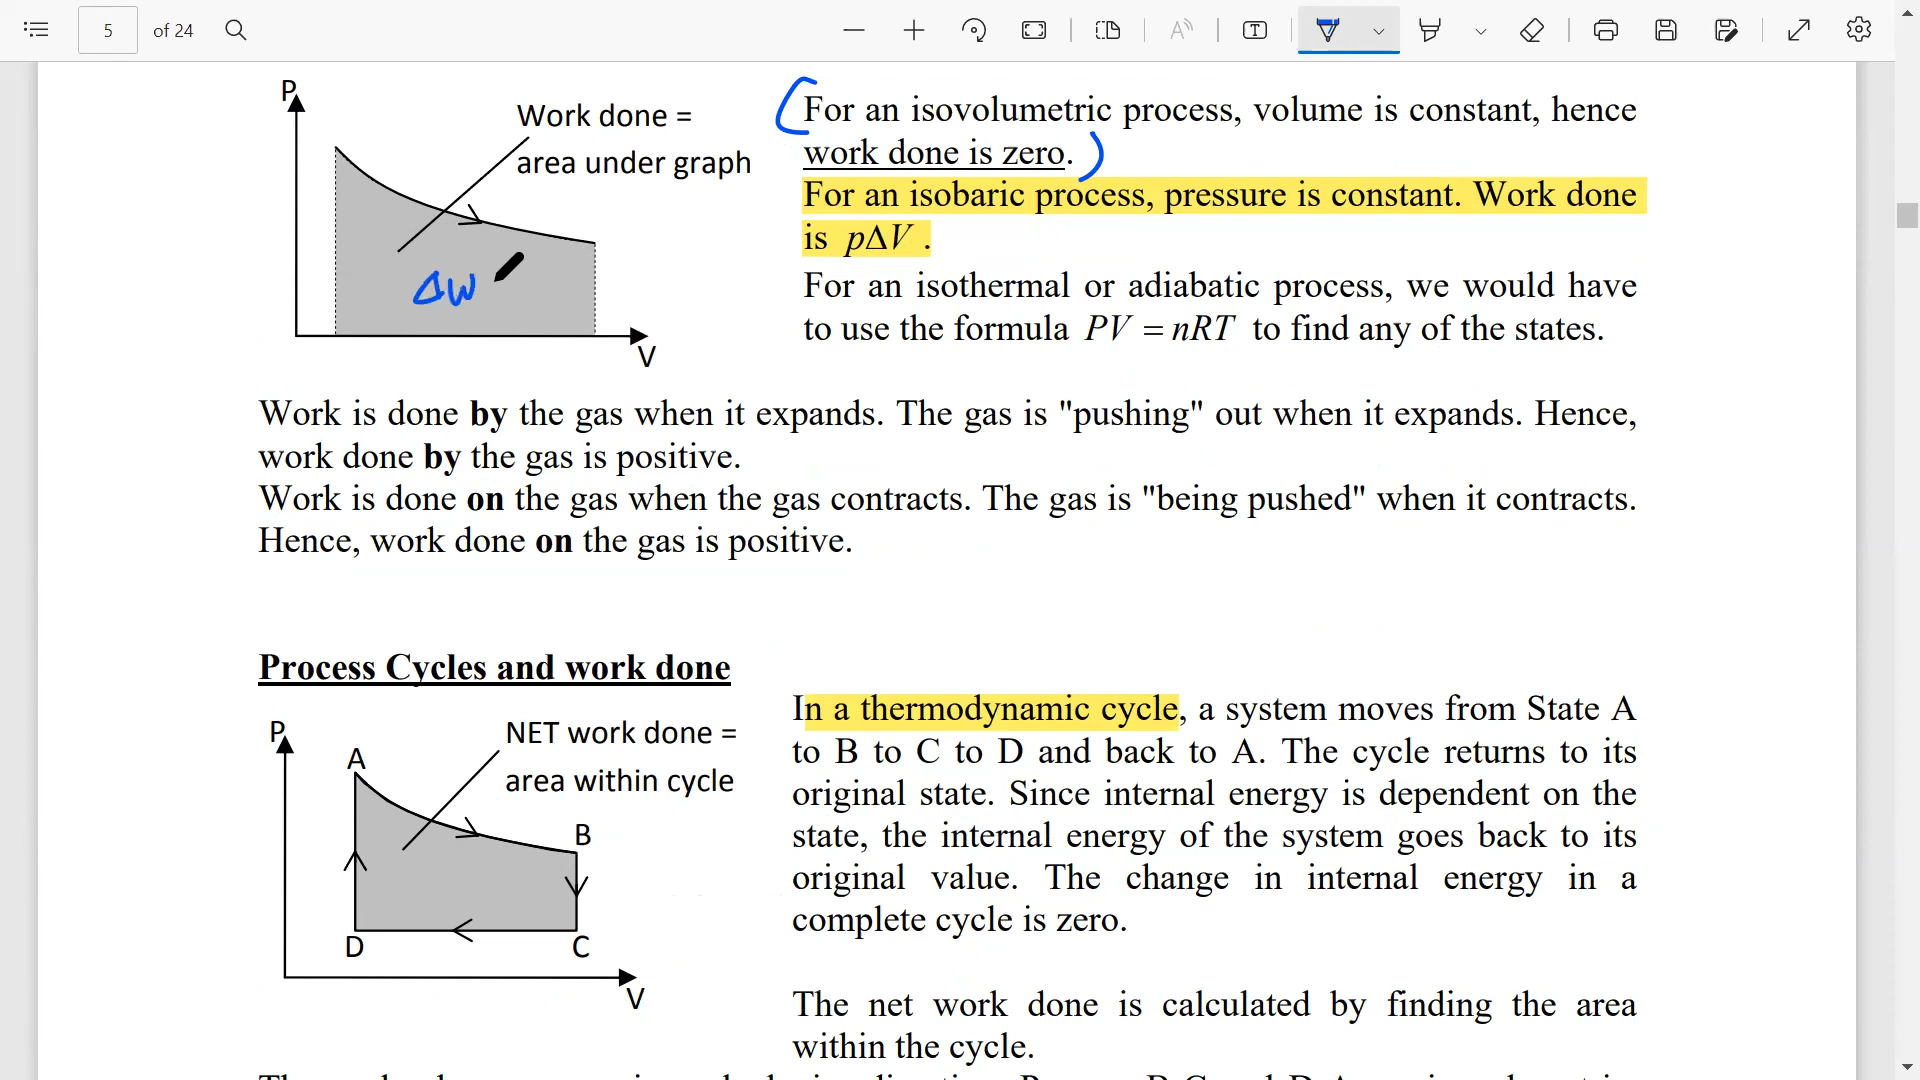 5 of 24
P
Work done =
area under graph
ΔW
V
For an isovolumetric process, volume is constant, hence
work done is zero.
For an isobaric process, pressure is constant. Work done
is pΔV .
For an isothermal or adiabatic process, we would have
to use the formula PV = nRT to find any of the states.
Work is done by the gas when it expands. The gas is "pushing" out when it expands. Hence,
work done by the gas is positive.
Work is done on the gas when the gas contracts. The gas is "being pushed" when it contracts.
Hence, work done on the gas is positive.
Process Cycles and work done
P
NET work done =
area within cycle
A
B
D
C
V
In a thermodynamic cycle, a system moves from State A
to B to C to D and back to A. The cycle returns to its
original state. Since internal energy is dependent on the
state, the internal energy of the system goes back to its
original value. The change in internal energy in a
complete cycle is zero.
The net work done is calculated by finding the area
within the cycle.